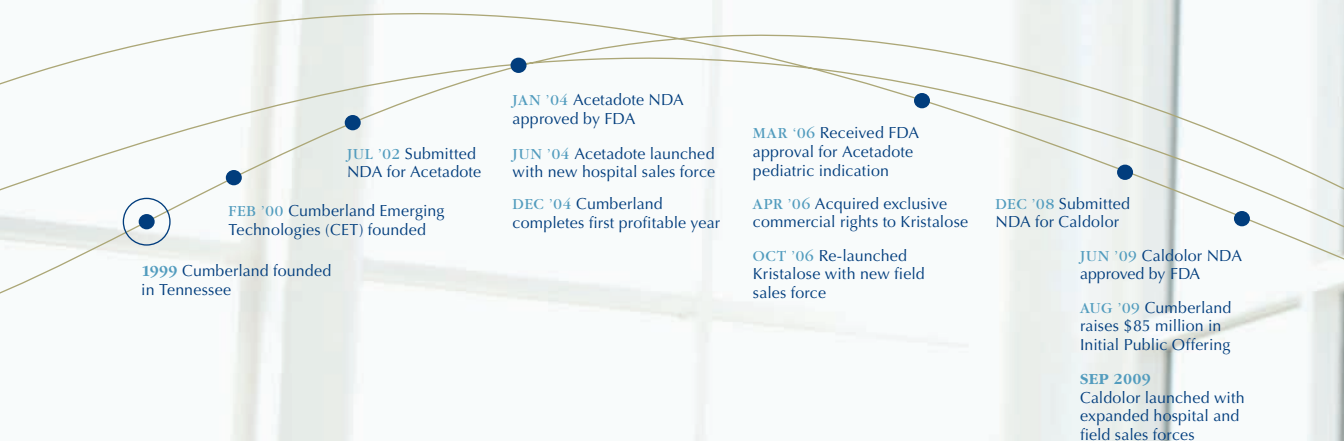 1999 Cumberland founded
in Tennessee
FEB ’00 Cumberland Emerging
Technologies (CET) founded
JUL ’02 Submitted
NDA for Acetadote
JAN ’04 Acetadote NDA
approved by FDA
JUN ’04 Acetadote launched
with new hospital sales force
DEC ’04 Cumberland
completes first profitable year
MAR ‘06 Received FDA
approval for Acetadote
pediatric indication
APR ’06 Acquired exclusive
commercial rights to Kristalose
OCT ’06 Re-launched
Kristalose with new field
sales force
DEC ’08 Submitted
NDA for Caldolor
JUN ’09 Caldolor NDA
approved by FDA
AUG ’09 Cumberland
raises $85 million in
Initial Public Offering
SEP 2009
Caldolor launched with
expanded hospital and
field sales forces